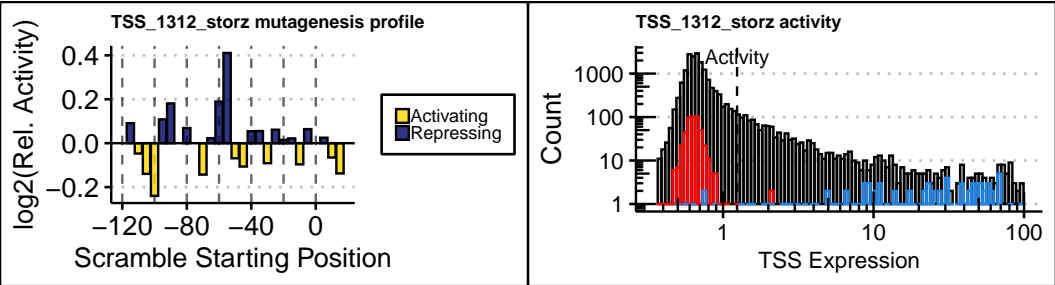 TSS_1312_storz mutagenesis profile
log2(Rel. Activity)
0.4
0.2
0.0
−0.2
−120
−80
−40
0
Scramble Starting Position
Activating
Repressing
TSS_1312_storz activity
Activity
Count
1000
100
10
1
1
10
100
TSS Expression